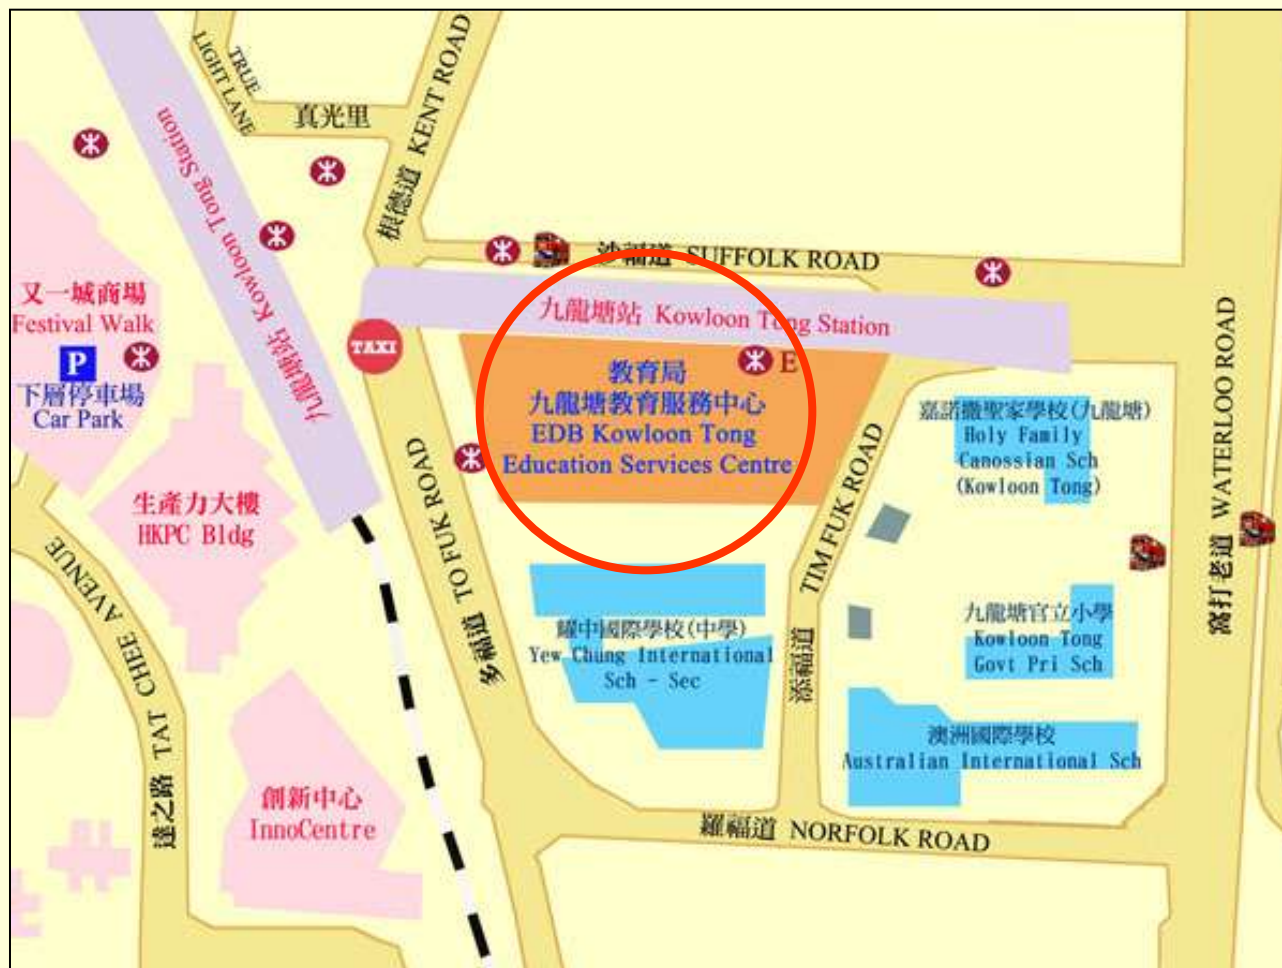 TRUE
LIGHT LANE
真光里
根德道 KENT ROAD
九龍塘站 Kowloon Tong Station
沙福道 SUFFOLK ROAD
九龍塘站 Kowloon Tong Station
又一城商場
Festival Walk
P
下層停車場
Car Park
TAXI
E
教育局
九龍塘教育服務中心
EDB Kowloon Tong
Education Services Centre
嘉諾撒聖家學校(九龍塘)
Holy Family
Canossian Sch
(Kowloon Tong)
窩打老道 WATERLOO ROAD
生產力大樓
HKPC Bldg
達之路 TAT CHEE AVENUE
多福道 TO FUK ROAD
添福道 TIM FUK ROAD
耀中國際學校(中學)
Yew Chung International
Sch - Sec
九龍塘官立小學
Kowloon Tong
Govt Pri Sch
澳洲國際學校
Australian International Sch
創新中心
InnoCentre
羅福道 NORFOLK ROAD